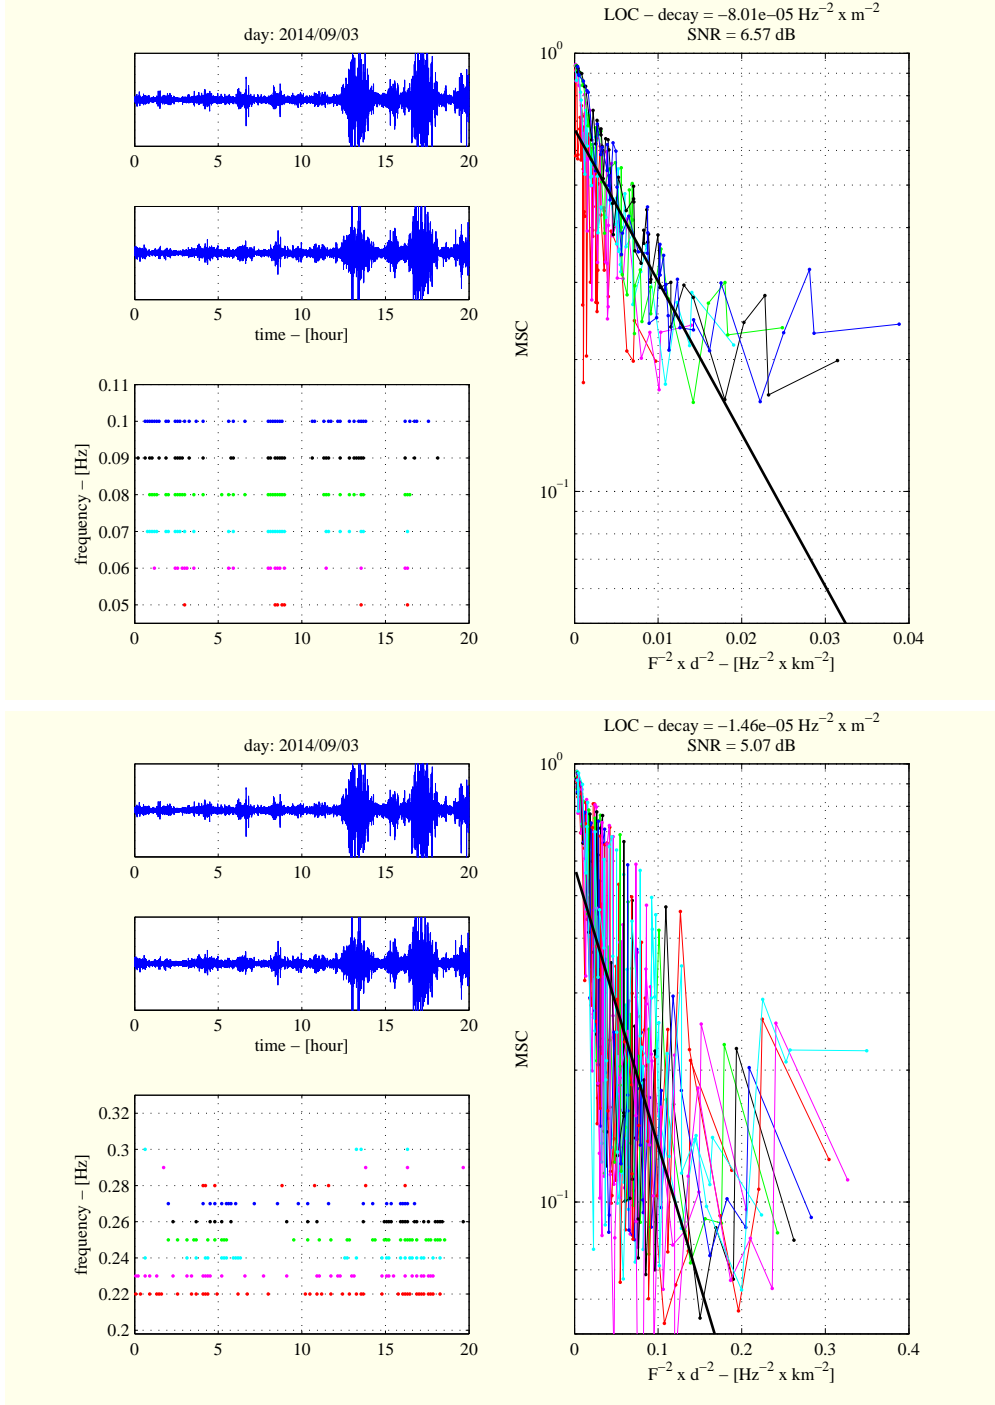 day: 2014/09/03
0 5 10 15 20
0 5 10 15 20
time – [hour]
0.11
0.1
0.09
0.08
0.07
0.06
0.05
frequency – [Hz]
0 5 10 15 20
LOC – decay = −8.01e−05 Hz⁻² x m⁻²
SNR = 6.57 dB
10⁰
10⁻¹
MSC
0 0.01 0.02 0.03 0.04
F⁻² x d⁻² – [Hz⁻² x km⁻²]
day: 2014/09/03
0 5 10 15 20
0 5 10 15 20
time – [hour]
0.32
0.3
0.28
0.26
0.24
0.22
0.2
frequency – [Hz]
0 5 10 15 20
LOC – decay = −1.46e−05 Hz⁻² x m⁻²
SNR = 5.07 dB
10⁰
10⁻¹
MSC
0 0.1 0.2 0.3 0.4
F⁻² x d⁻² – [Hz⁻² x km⁻²]